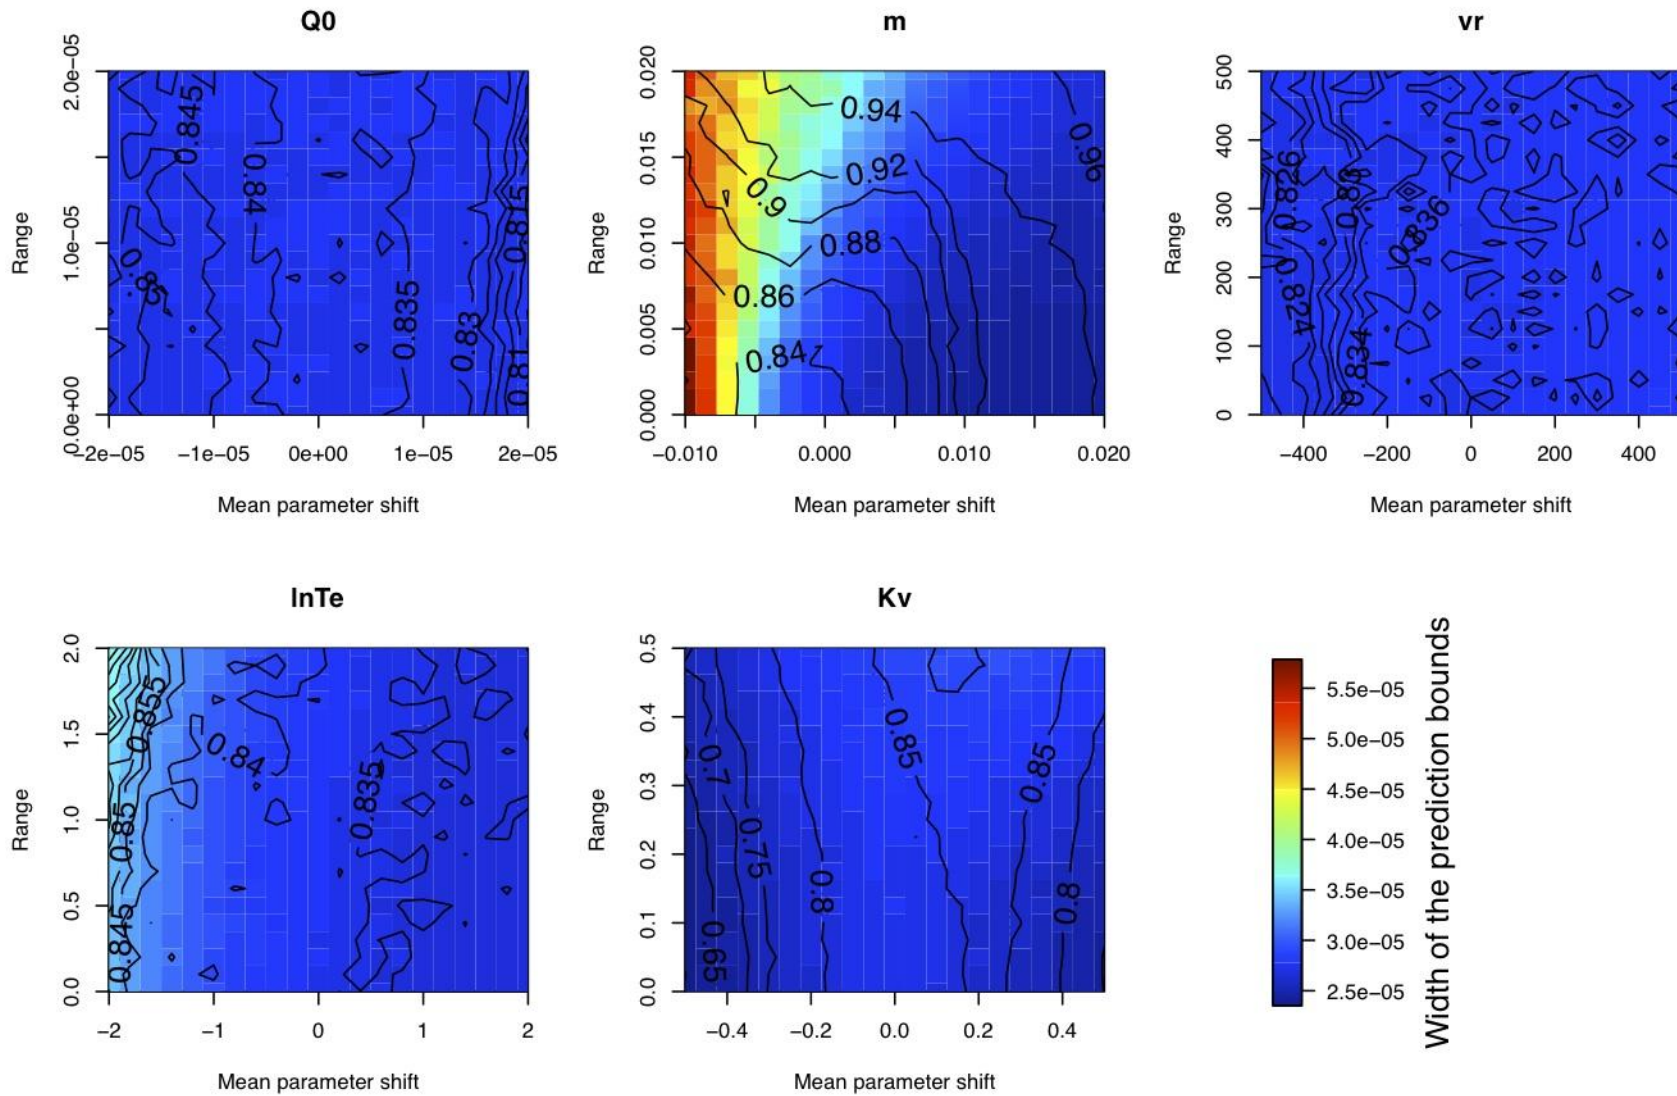 Q0
2.0e−05
1.0e−05
0.0e+00
Range
0.845
0.84
0.85
0.835
0.83
0.815
0.81
−2e−05 −1e−05 0e+00 1e−05 2e−05
Mean parameter shift
m
0.020
0.015
0.010
0.005
0.000
Range
0.94
0.96
0.92
0.9
0.88
0.86
0.84
−0.010 0.000 0.010 0.020
Mean parameter shift
vr
500
400
300
200
100
0
Range
0.826
0.83
0.836
0.824
0.834
−400 −200 0 200 400
Mean parameter shift
lnTe
2.0
1.5
1.0
0.5
0.0
Range
0.855
0.84
0.85
0.835
0.845
−2 −1 0 1 2
Mean parameter shift
Kv
0.5
0.4
0.3
0.2
0.1
0.0
Range
0.85
0.7
0.85
0.75
0.8
0.8
0.65
−0.4 −0.2 0.0 0.2 0.4
Mean parameter shift
5.5e−05
5.0e−05
4.5e−05
4.0e−05
3.5e−05
3.0e−05
2.5e−05
Width of the prediction bounds